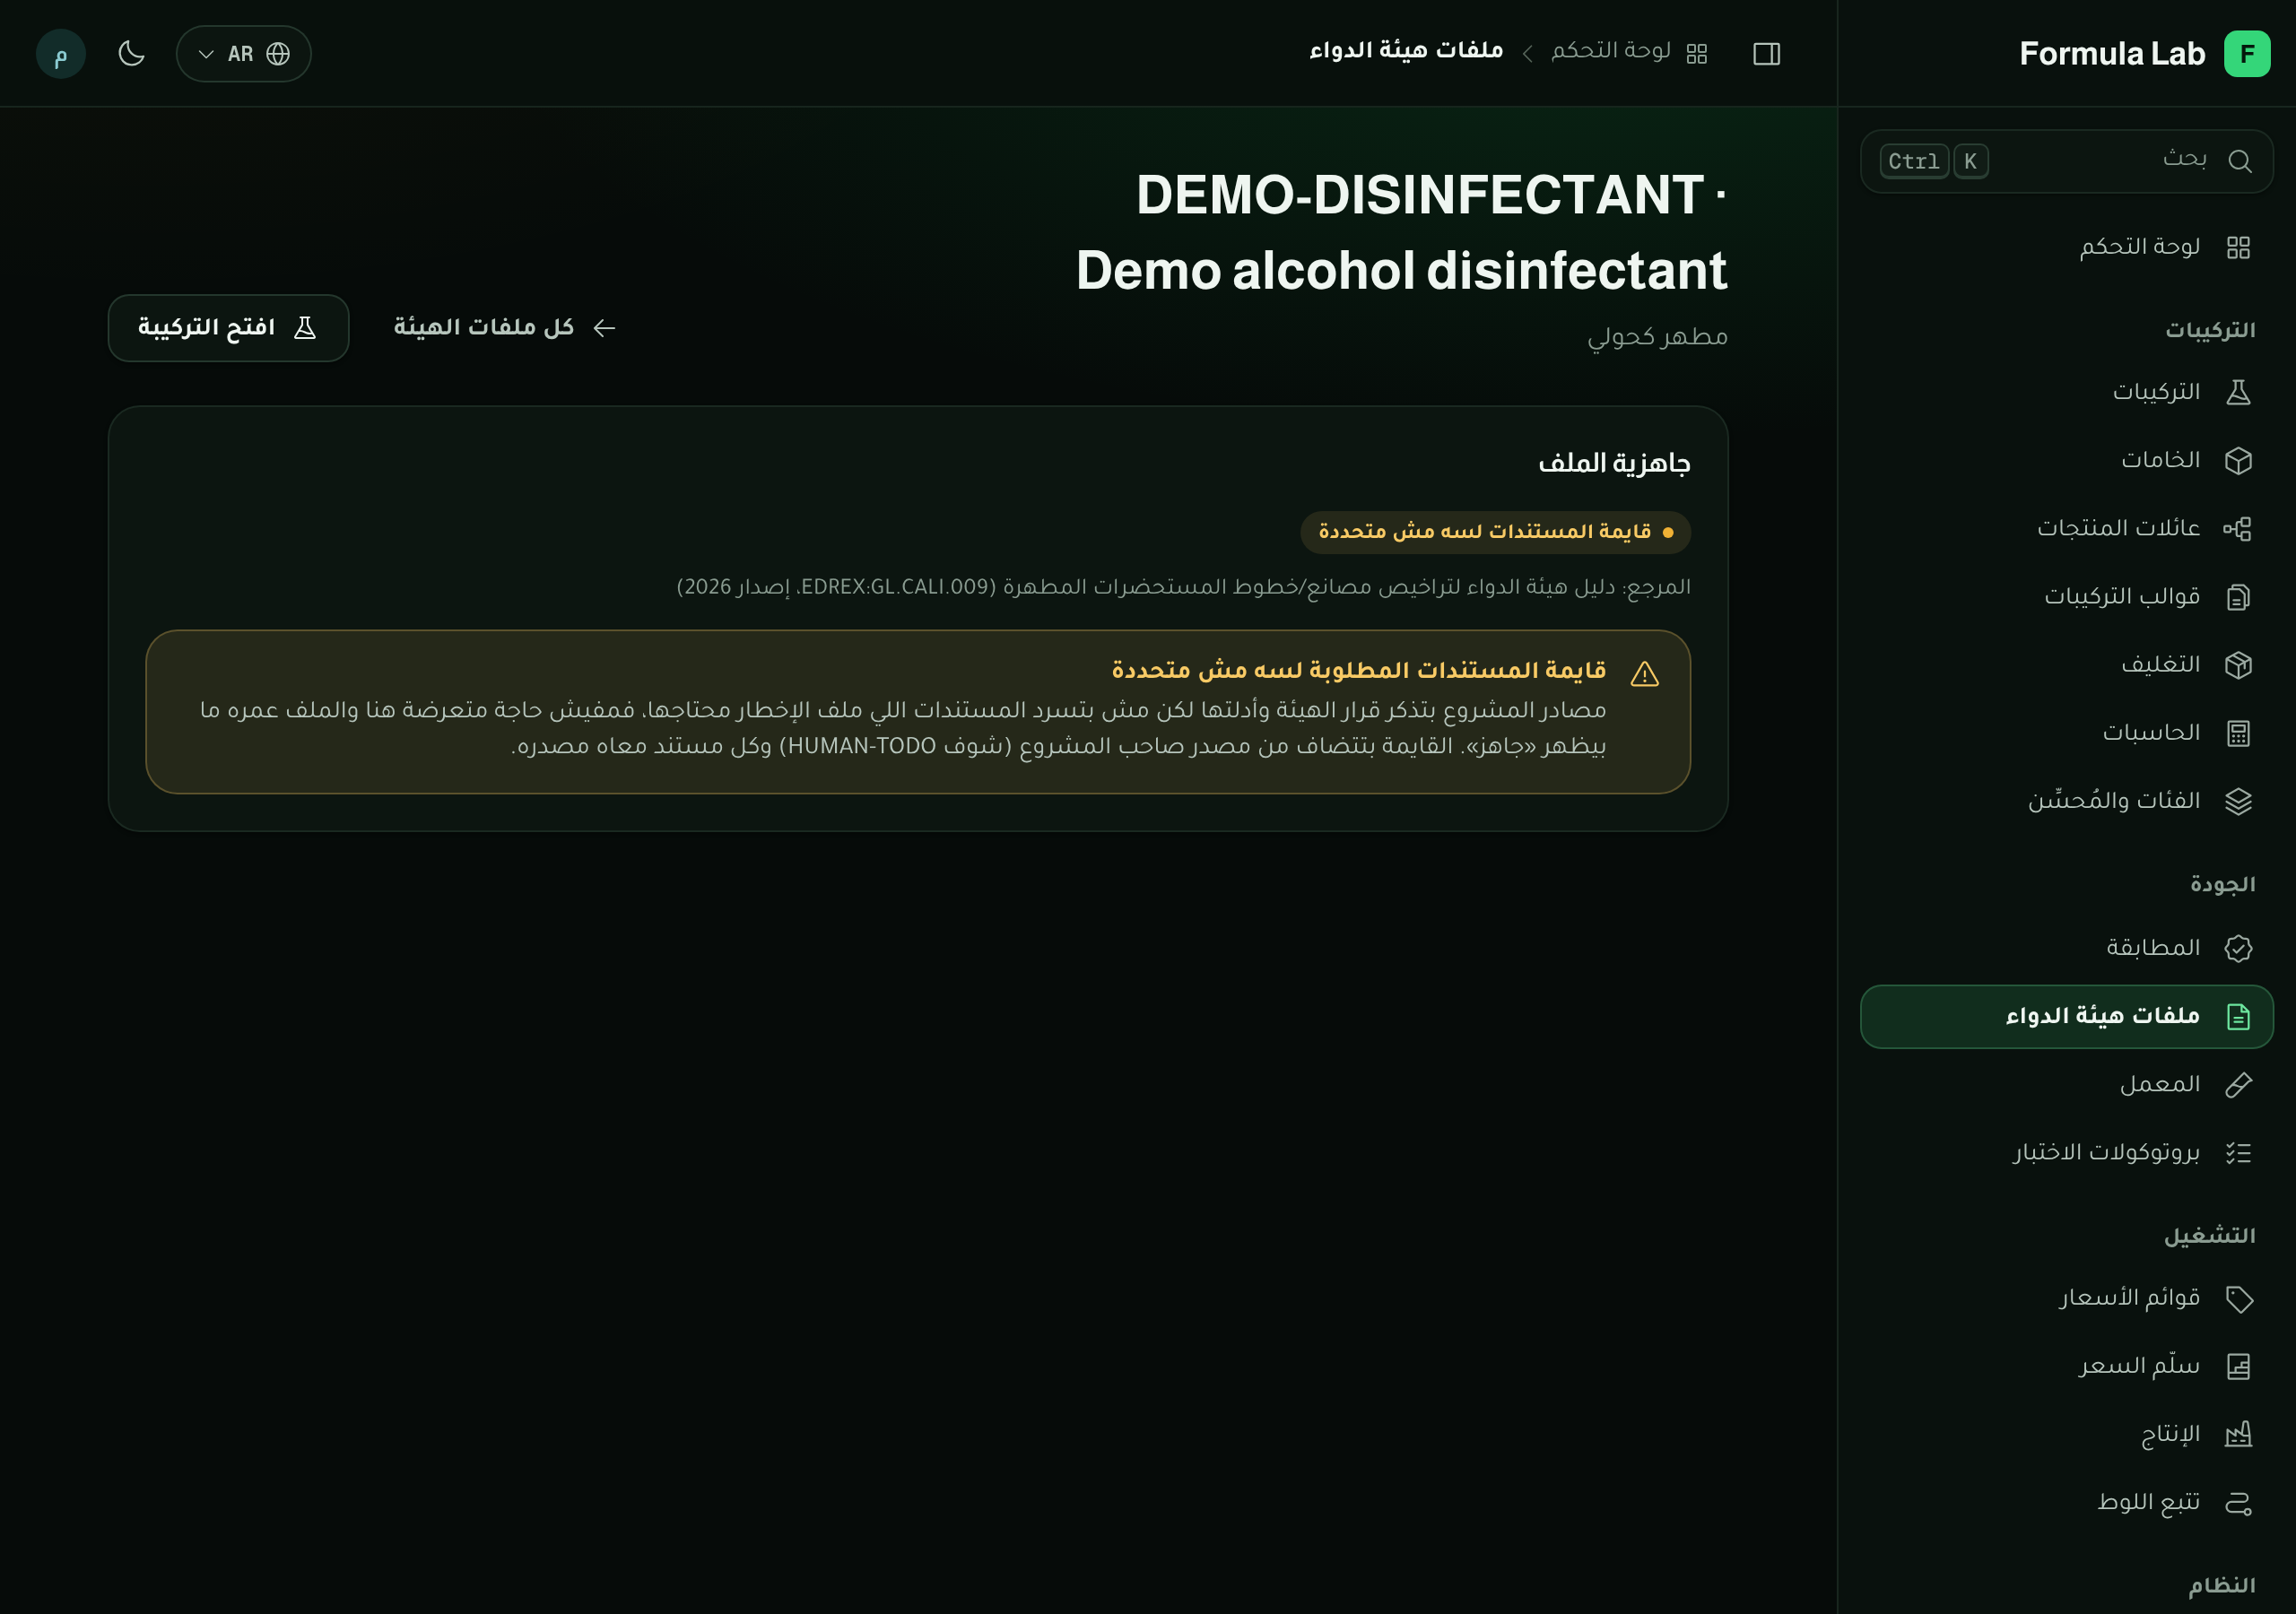 F Formula Lab
بحث Ctrl K
لوحة التحكم
التركيبات
التركيبات
الخامات
عائلات المنتجات
قوالب التركيبات
التغليف
الحاسبات
الفئات والمُحسِّن
الجودة
المطابقة
ملفات هيئة الدواء
المعمل
بروتوكولات الاختبار
التشغيل
قوائم الأسعار
سلّم السعر
الإنتاج
تتبع اللوط
النظام
لوحة التحكم
ملفات هيئة الدواء
AR
م
DEMO-DISINFECTANT ·
Demo alcohol disinfectant
مطهر كحولي
كل ملفات الهيئة
افتح التركيبة
جاهزية الملف
قايمة المستندات لسه مش متحددة
المرجع: دليل هيئة الدواء لتراخيص مصانع/خطوط المستحضرات المطهرة (EDREX:GL.CALI.009، إصدار 2026)
قايمة المستندات المطلوبة لسه مش متحددة
مصادر المشروع بتذكر قرار الهيئة وأدلتها لكن مش بتسرد المستندات اللي ملف الإخطار محتاجها، فمفيش حاجة متعرضة هنا والملف عمره ما
بيظهر «جاهز». القايمة بتتضاف من مصدر صاحب المشروع (شوف HUMAN-TODO) وكل مستند معاه مصدره.